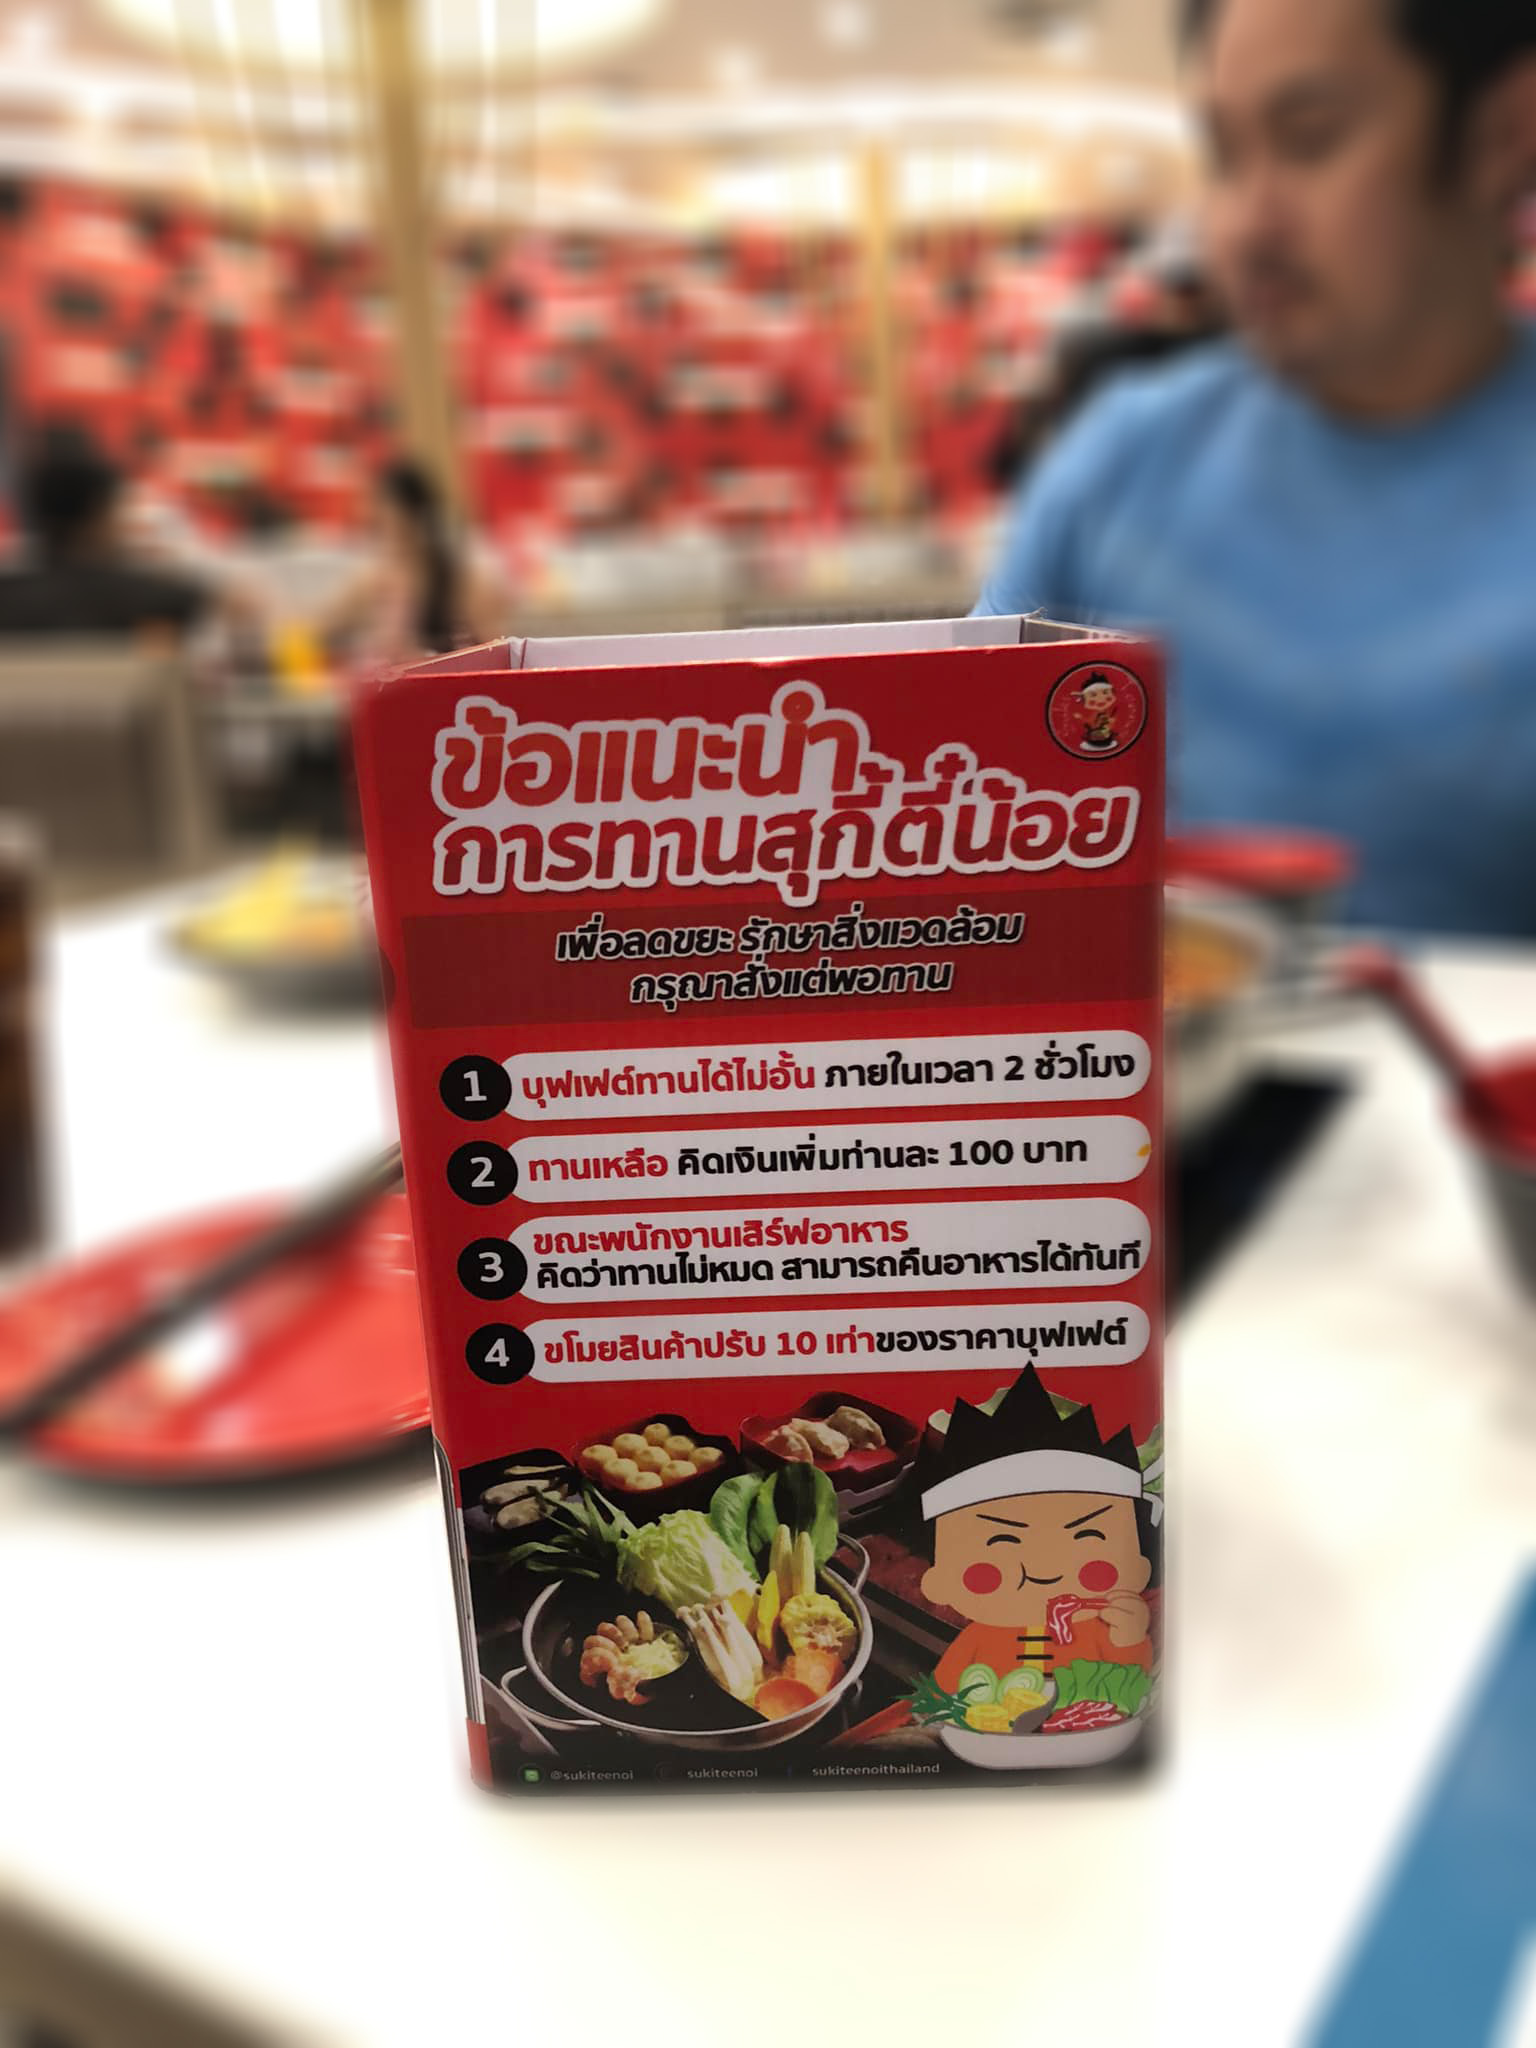 ข้อแนะนำ
การทานสุกี้ตี๋น้อย
เพื่อลดขยะ รักษาสิ่งแวดล้อม
กรุณาสั่งแต่พอทาน
1 บุฟเฟต์ทานได้ไม่อั้น ภายในเวลา 2 ชั่วโมง
2 ทานเหลือ คิดเงินเพิ่มท่านละ 100 บาท
3 ขณะพนักงานเสิร์ฟอาหาร
คิดว่าทานไม่หมด สามารถคืนอาหารได้ทันที
4 ขโมยสินค้าปรับ 10 เท่าของราคาบุฟเฟต์
@sukiteenoi sukiteenoi sukiteenoithailand